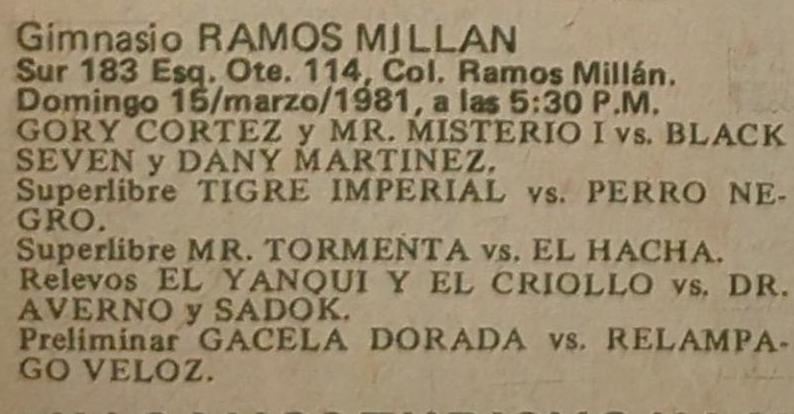 Gimnasio RAMOS MILLAN
Sur 183 Esq. Ote. 114, Col. Ramos Millán.
Domingo 15/marzo/1981, a las 5:30 P.M.
GORY CORTEZ y MR. MISTERIO I vs. BLACK
SEVEN y DANY MARTINEZ.
Superlibre TIGRE IMPERIAL vs. PERRO NE-
GRO.
Superlibre MR. TORMENTA vs. EL HACHA.
Relevos EL YANQUI Y EL CRIOLLO vs. DR.
AVERNO y SADOK.
Preliminar GACELA DORADA vs. RELAMPA-
GO VELOZ.